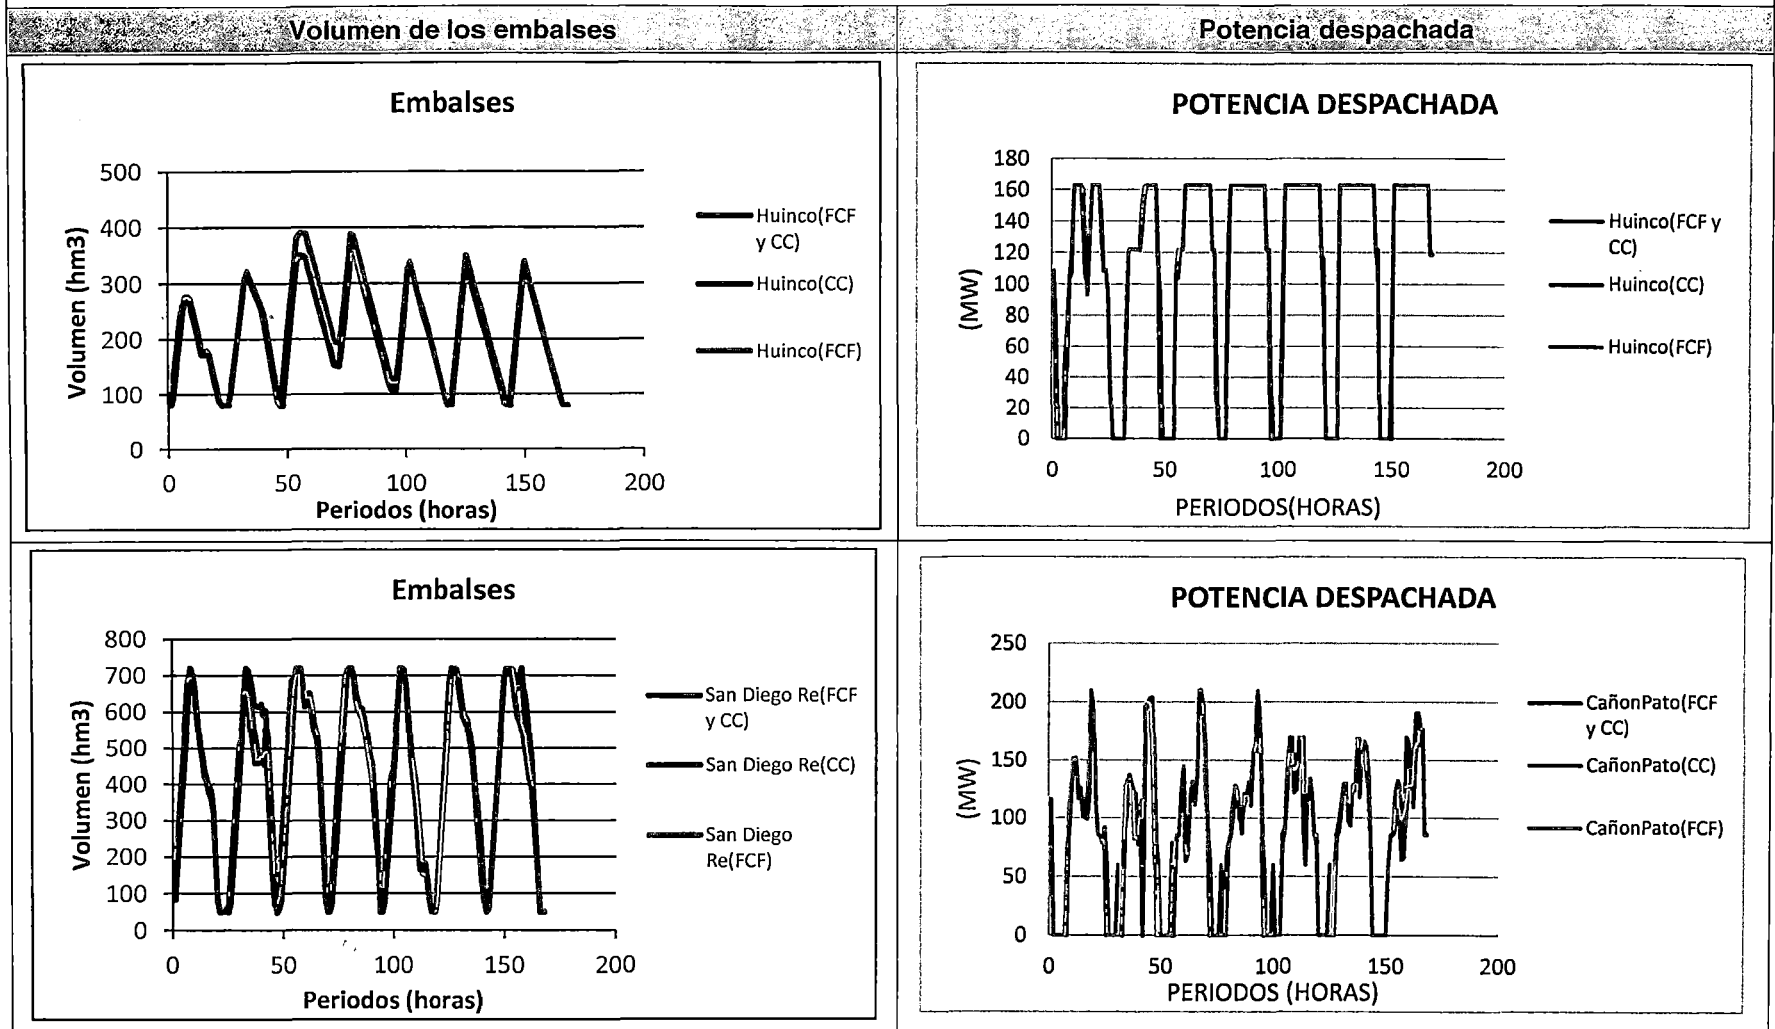 Volumen de los embalses
Potencia despachada
Embalses
Volumen (hm3)
500
400
300
200
100
0
0 50 100 150 200
Periodos (horas)
Huinco(FCF
y CC)
Huinco(CC)
Huinco(FCF)
POTENCIA DESPACHADA
(MW)
180
160
140
120
100
80
60
40
20
0
0 50 100 150 200
PERIODOS(HORAS)
Huinco(FCF y
CC)
Huinco(CC)
Huinco(FCF)
Embalses
Volumen (hm3)
800
700
600
500
400
300
200
100
0
0 50 100 150 200
Periodos (horas)
San Diego Re(FCF
y CC)
San Diego Re(CC)
San Diego
Re(FCF)
POTENCIA DESPACHADA
(MW)
250
200
150
100
50
0
0 50 100 150 200
PERIODOS (HORAS)
CañonPato(FCF
y CC)
CañonPato(CC)
CañonPato(FCF)